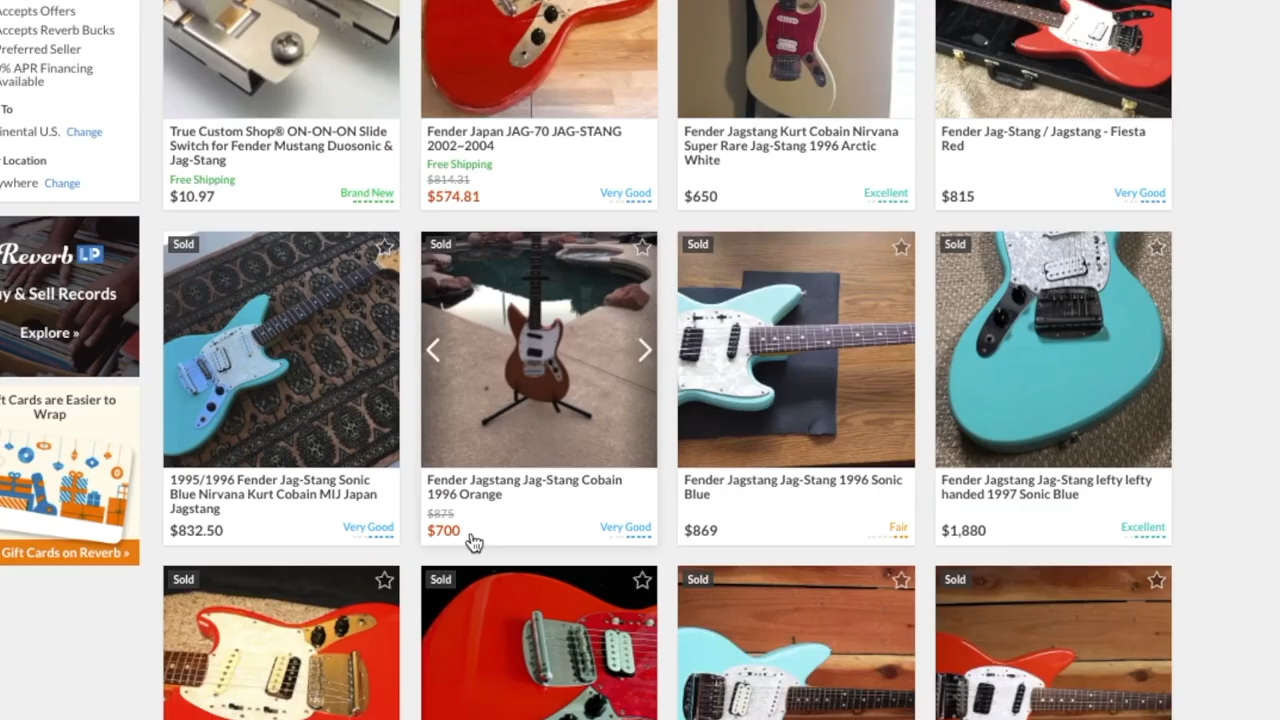 Accepts Offers
Accepts Reverb Bucks
Preferred Seller
0% APR Financing
Available
To
inental U.S. Change
Location
ywhere Change
Reverb LP
y & Sell Records
Explore »
ft Cards are Easier to
Wrap
Gift Cards on Reverb »
True Custom Shop® ON-ON-ON Slide
Switch for Fender Mustang Duosonic &
Jag-Stang
Free Shipping
$10.97
Brand New
Fender Japan JAG-70 JAG-STANG
2002~2004
Free Shipping
$814.31
$574.81
Very Good
Fender Jagstang Kurt Cobain Nirvana
Super Rare Jag-Stang 1996 Arctic
White
$650
Excellent
Fender Jag-Stang / Jagstang - Fiesta
Red
$815
Very Good
Sold
1995/1996 Fender Jag-Stang Sonic
Blue Nirvana Kurt Cobain MIJ Japan
Jagstang
$832.50
Very Good
Sold
Fender Jagstang Jag-Stang Cobain
1996 Orange
$875
$700
Very Good
Sold
Fender Jagstang Jag-Stang 1996 Sonic
Blue
$869
Fair
Sold
Fender Jagstang Jag-Stang lefty lefty
handed 1997 Sonic Blue
$1,880
Excellent
Sold
Sold
Sold
Sold